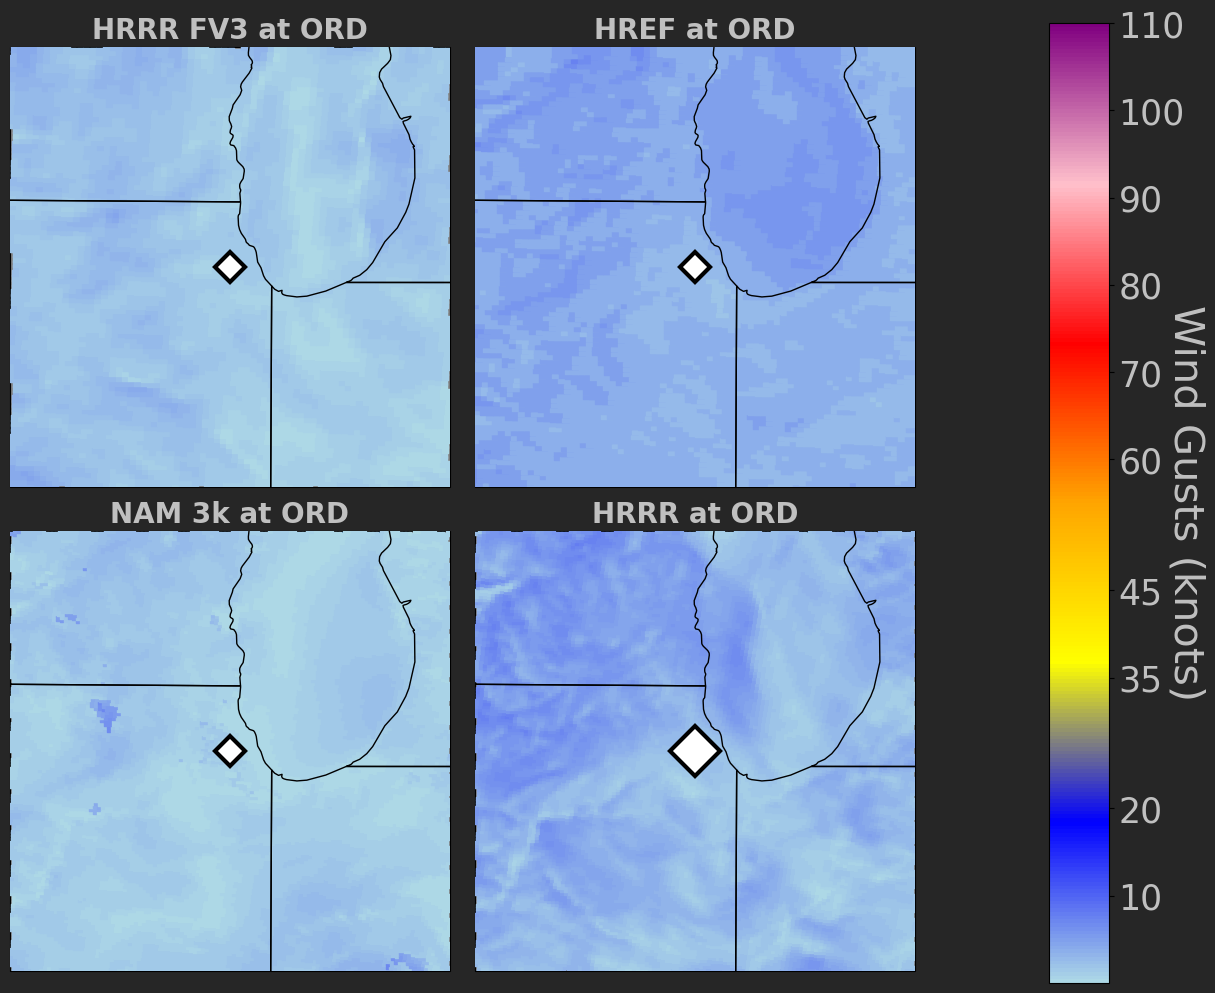 HRRR FV3 at ORD
HREF at ORD
NAM 3k at ORD
HRRR at ORD
110
100
90
80
70
60
45
35
20
10
Wind Gusts (knots)